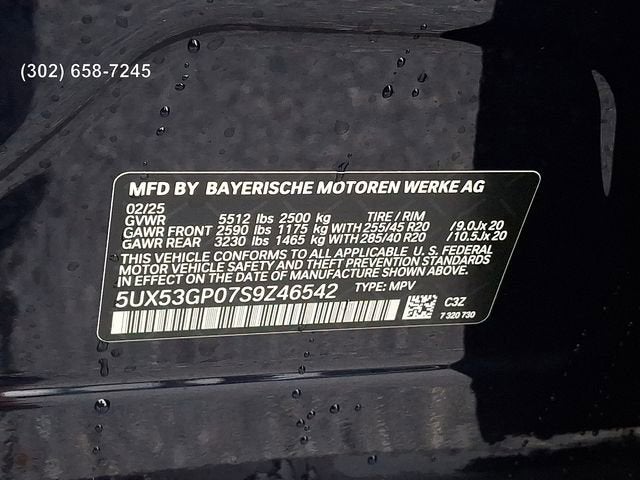 (302) 658-7245
MFD BY BAYERISCHE MOTOREN WERKE AG
02/25
GVWR 5512 lbs 2500 kg TIRE / RIM
GAWR FRONT 2590 lbs 1175 kg WITH 255/45 R20 /9.0Jx 20
GAWR REAR 3230 lbs 1465 kg WITH 285/40 R20 /10.5Jx 20
THIS VEHICLE CONFORMS TO ALL APPLICABLE U.S. FEDERAL
MOTOR VEHICLE SAFETY AND THEFT PREVENTION STANDARDS
IN EFFECT ON THE DATE OF MANUFACTURE SHOWN ABOVE.
5UX53GP07S9Z46542 TYPE: MPV
C3Z
7 320 730